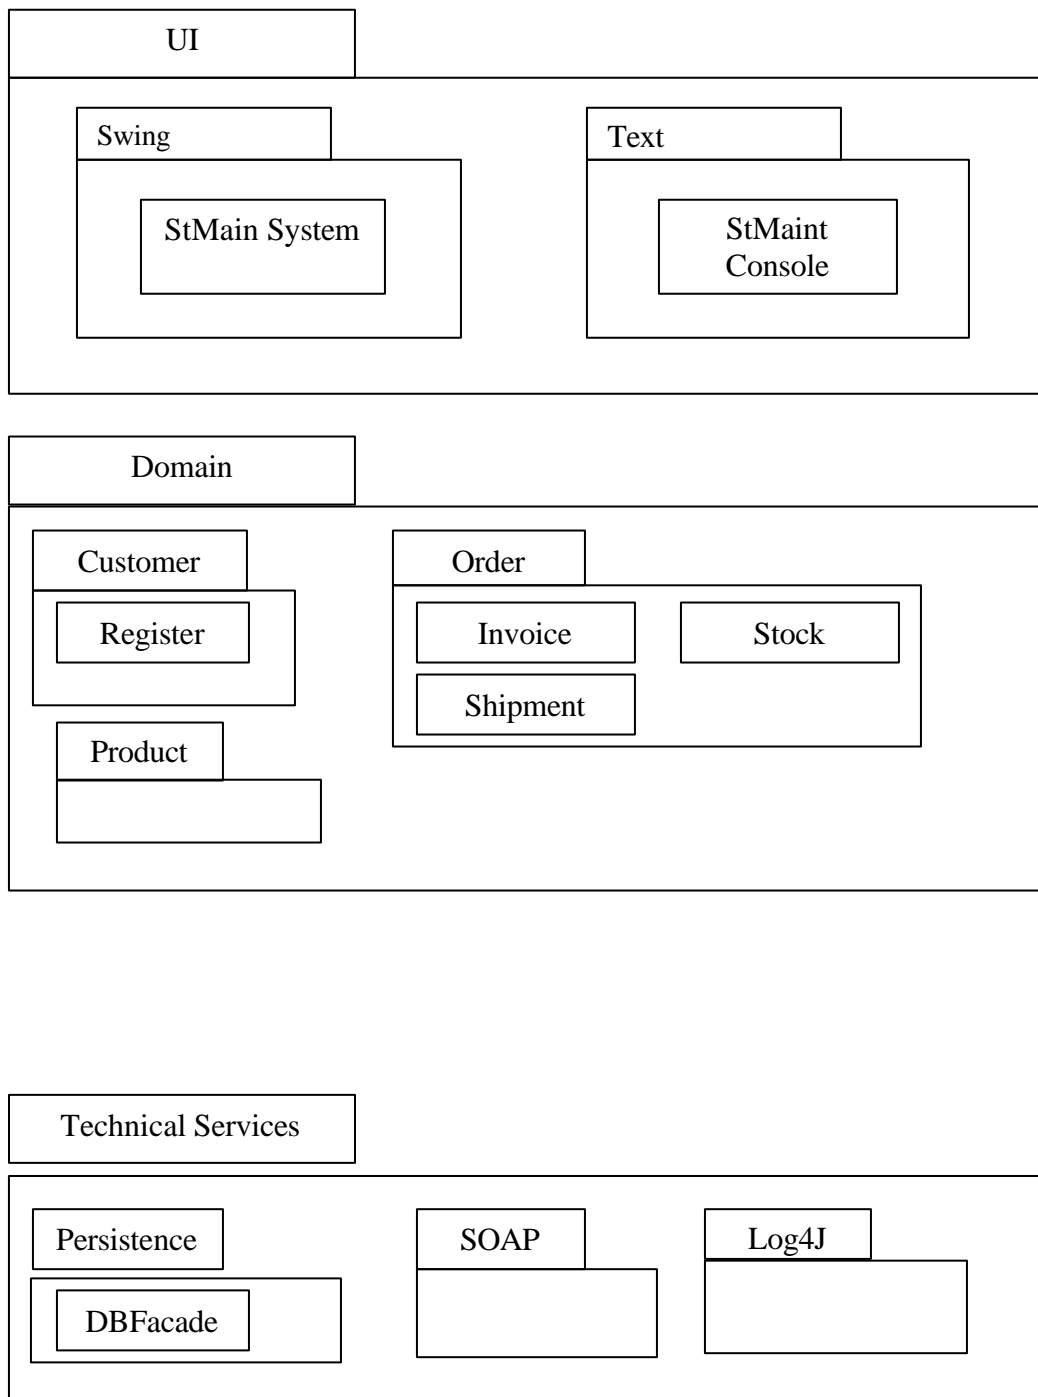 UI
Swing
Text
StMain System
StMaint
Console
Domain
Customer
Order
Register
Invoice
Stock
Shipment
Product
Technical Services
Persistence
SOAP
Log4J
DBFacade